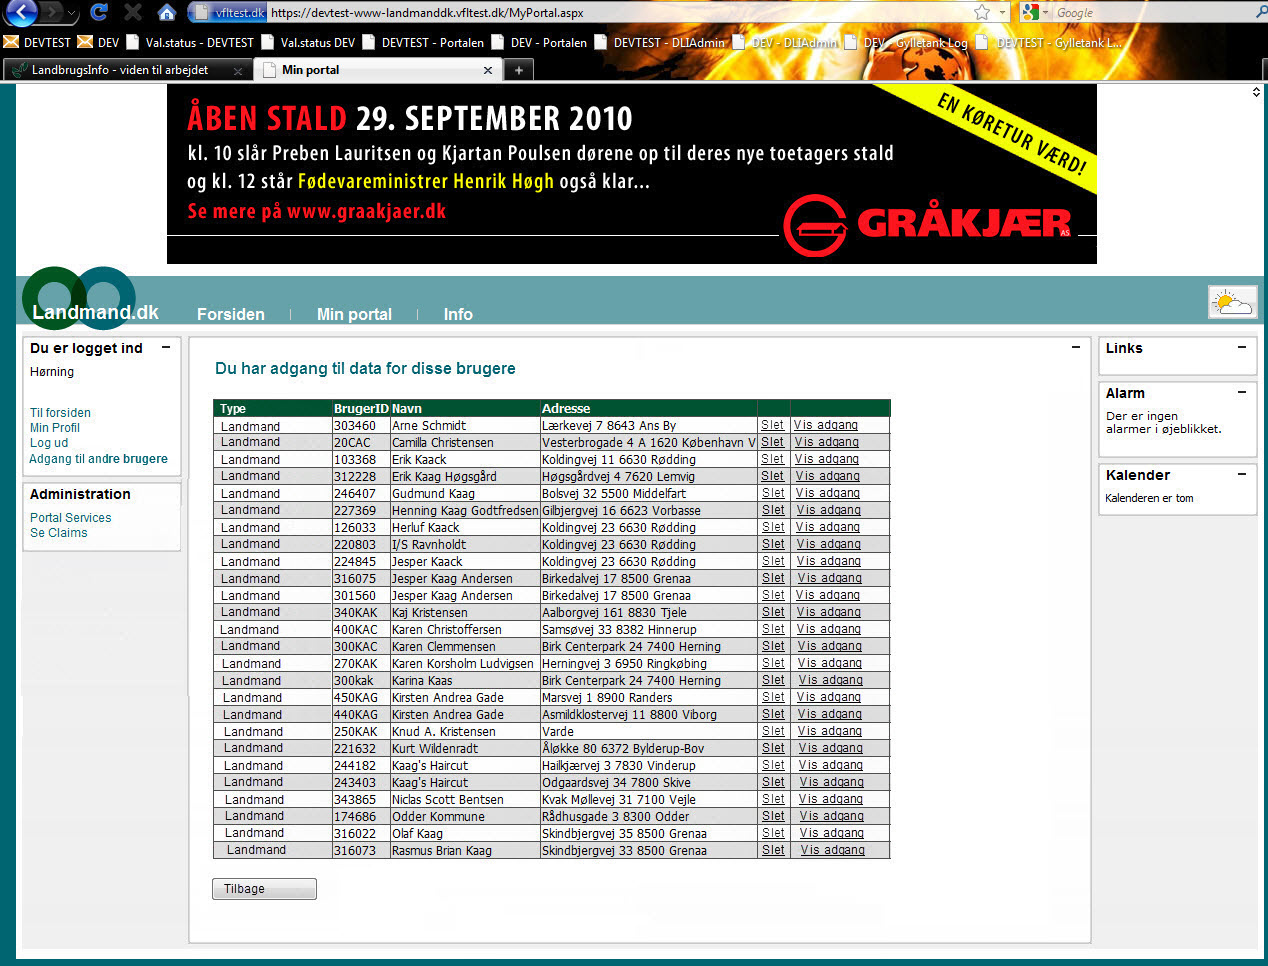 vfltest.dk https://devtest-www-landmanddk.vfltest.dk/MyPortal.aspx Google
DEVTEST DEV Val.status - DEVTEST Val.status DEV DEVTEST - Portalen DEV - Portalen DEVTEST - DLIAdmin DEV - DLIAdmin DEV - Gylletank Log DEVTEST - Gylletank L...
LandbrugsInfo - viden til arbejdet Min portal
ÅBEN STALD 29. SEPTEMBER 2010
EN KØRETUR VÆRD!
kl. 10 slår Preben Lauritsen og Kjartan Poulsen dørene op til deres nye toetagers stald
og kl. 12 står Fødevareministrer Henrik Høgh også klar...
Se mere på www.graakjaer.dk
GRÅKJÆR AS
Landmand.dk Forsiden | Min portal | Info
Du er logget ind
Hørning
Til forsiden
Min Profil
Log ud
Adgang til andre brugere
Administration
Portal Services
Se Claims
Du har adgang til data for disse brugere
Type BrugerID Navn Adresse
Landmand 303460 Arne Schmidt Lærkevej 7 8643 Ans By Slet Vis adgang
Landmand 20CAC Camilla Christensen Vesterbrogade 4 A 1620 København V Slet Vis adgang
Landmand 103368 Erik Kaack Koldingvej 11 6630 Rødding Slet Vis adgang
Landmand 312228 Erik Kaag Høgsgård Høgsgårdvej 4 7620 Lemvig Slet Vis adgang
Landmand 246407 Gudmund Kaag Bolsvej 32 5500 Middelfart Slet Vis adgang
Landmand 227369 Henning Kaag Godtfredsen Gilbjergvej 16 6623 Vorbasse Slet Vis adgang
Landmand 126033 Herluf Kaack Koldingvej 23 6630 Rødding Slet Vis adgang
Landmand 220803 I/S Ravnholdt Koldingvej 23 6630 Rødding Slet Vis adgang
Landmand 224845 Jesper Kaack Koldingvej 23 6630 Rødding Slet Vis adgang
Landmand 316075 Jesper Kaag Andersen Birkedalvej 17 8500 Grenaa Slet Vis adgang
Landmand 301560 Jesper Kaag Andersen Birkedalvej 17 8500 Grenaa Slet Vis adgang
Landmand 340KAK Kaj Kristensen Aalborgvej 161 8830 Tjele Slet Vis adgang
Landmand 400KAC Karen Christoffersen Samsøvej 33 8382 Hinnerup Slet Vis adgang
Landmand 300KAC Karen Clemmensen Birk Centerpark 24 7400 Herning Slet Vis adgang
Landmand 270KAK Karen Korsholm Ludvigsen Herningvej 3 6950 Ringkøbing Slet Vis adgang
Landmand 300kak Karina Kaas Birk Centerpark 24 7400 Herning Slet Vis adgang
Landmand 450KAG Kirsten Andrea Gade Marsvej 1 8900 Randers Slet Vis adgang
Landmand 440KAG Kirsten Andrea Gade Asmildklostervej 11 8800 Viborg Slet Vis adgang
Landmand 250KAK Knud A. Kristensen Varde Slet Vis adgang
Landmand 221632 Kurt Wildenradt Åløkke 80 6372 Bylderup-Bov Slet Vis adgang
Landmand 244182 Kaag's Haircut Hailkjærvej 3 7830 Vinderup Slet Vis adgang
Landmand 243403 Kaag's Haircut Odgaardsvej 34 7800 Skive Slet Vis adgang
Landmand 343865 Niclas Scott Bentsen Kvak Møllevej 31 7100 Vejle Slet Vis adgang
Landmand 174686 Odder Kommune Rådhusgade 3 8300 Odder Slet Vis adgang
Landmand 316022 Olaf Kaag Skindbjergvej 35 8500 Grenaa Slet Vis adgang
Landmand 316073 Rasmus Brian Kaag Skindbjergvej 33 8500 Grenaa Slet Vis adgang
Tilbage
Links
Alarm
Der er ingen
alarmer i øjeblikket.
Kalender
Kalenderen er tom